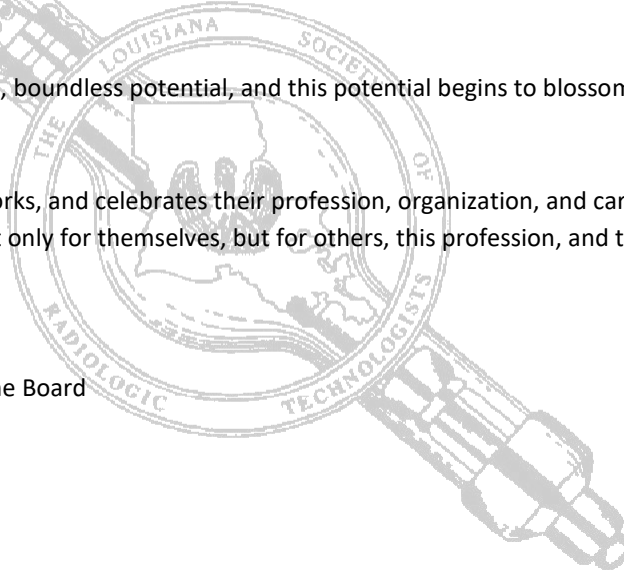 , boundless potential, and this potential begins to blossom
orks, and celebrates their profession, organization, and car
t only for themselves, but for others, this profession, and t
ne Board
THE LOUISIANA SOCIETY OF
RADIOLOGIC TECHNOLOGISTS